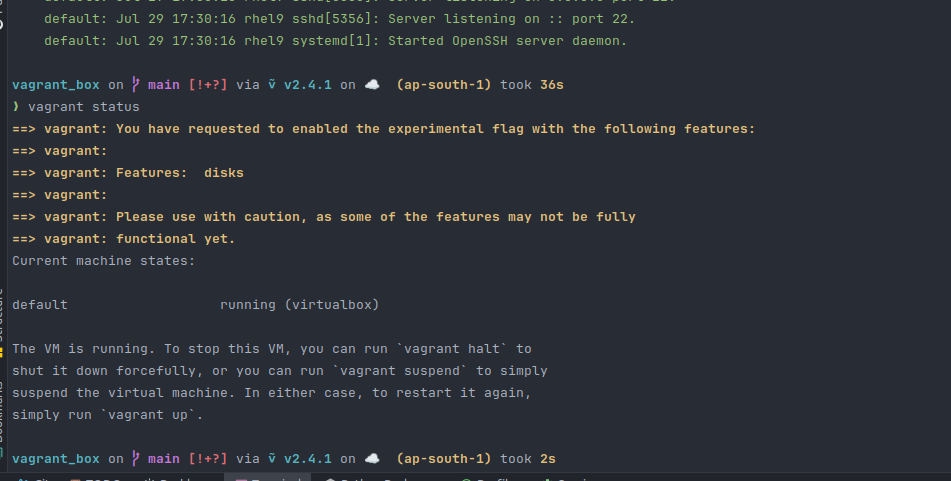 default: Jul 29 17:30:16 rhel9 sshd[5356]: Server listening on :: port 22.
default: Jul 29 17:30:16 rhel9 systemd[1]: Started OpenSSH server daemon.
vagrant_box on main [!+?] via ṽ v2.4.1 on ☁️ (ap-south-1) took 36s
❯ vagrant status
==> vagrant: You have requested to enabled the experimental flag with the following features:
==> vagrant:
==> vagrant: Features:  disks
==> vagrant:
==> vagrant: Please use with caution, as some of the features may not be fully
==> vagrant: functional yet.
Current machine states:
default                   running (virtualbox)
The VM is running. To stop this VM, you can run `vagrant halt` to
shut it down forcefully, or you can run `vagrant suspend` to simply
suspend the virtual machine. In either case, to restart it again,
simply run `vagrant up`.
vagrant_box on main [!+?] via ṽ v2.4.1 on ☁️ (ap-south-1) took 2s